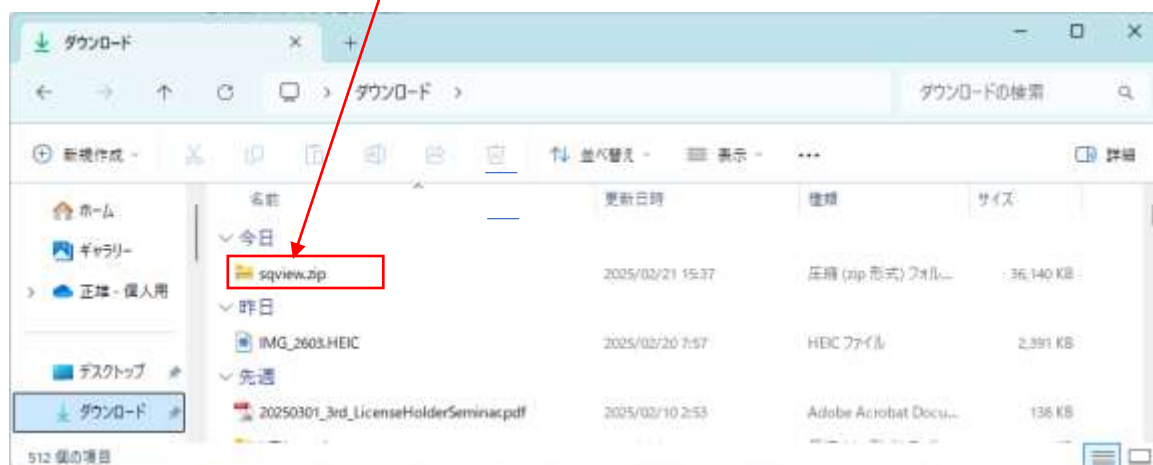 ダウンロード
ダウンロード
ダウンロードの検索
新規作成
並べ替え
表示
詳細
名前 更新日時 種類 サイズ
ホーム
ギャラリー
正雄 - 個人用
デスクトップ
ダウンロード
今日
sqview.zip 2025/02/21 15:37 圧縮 (zip 形式) フォル... 36,140 KB
昨日
IMG_2603.HEIC 2025/02/20 7:57 HEIC ファイル 2,391 KB
先週
20250301_3rd_LicenseHolderSeminar.pdf 2025/02/10 2:53 Adobe Acrobat Docu... 136 KB
512 個の項目